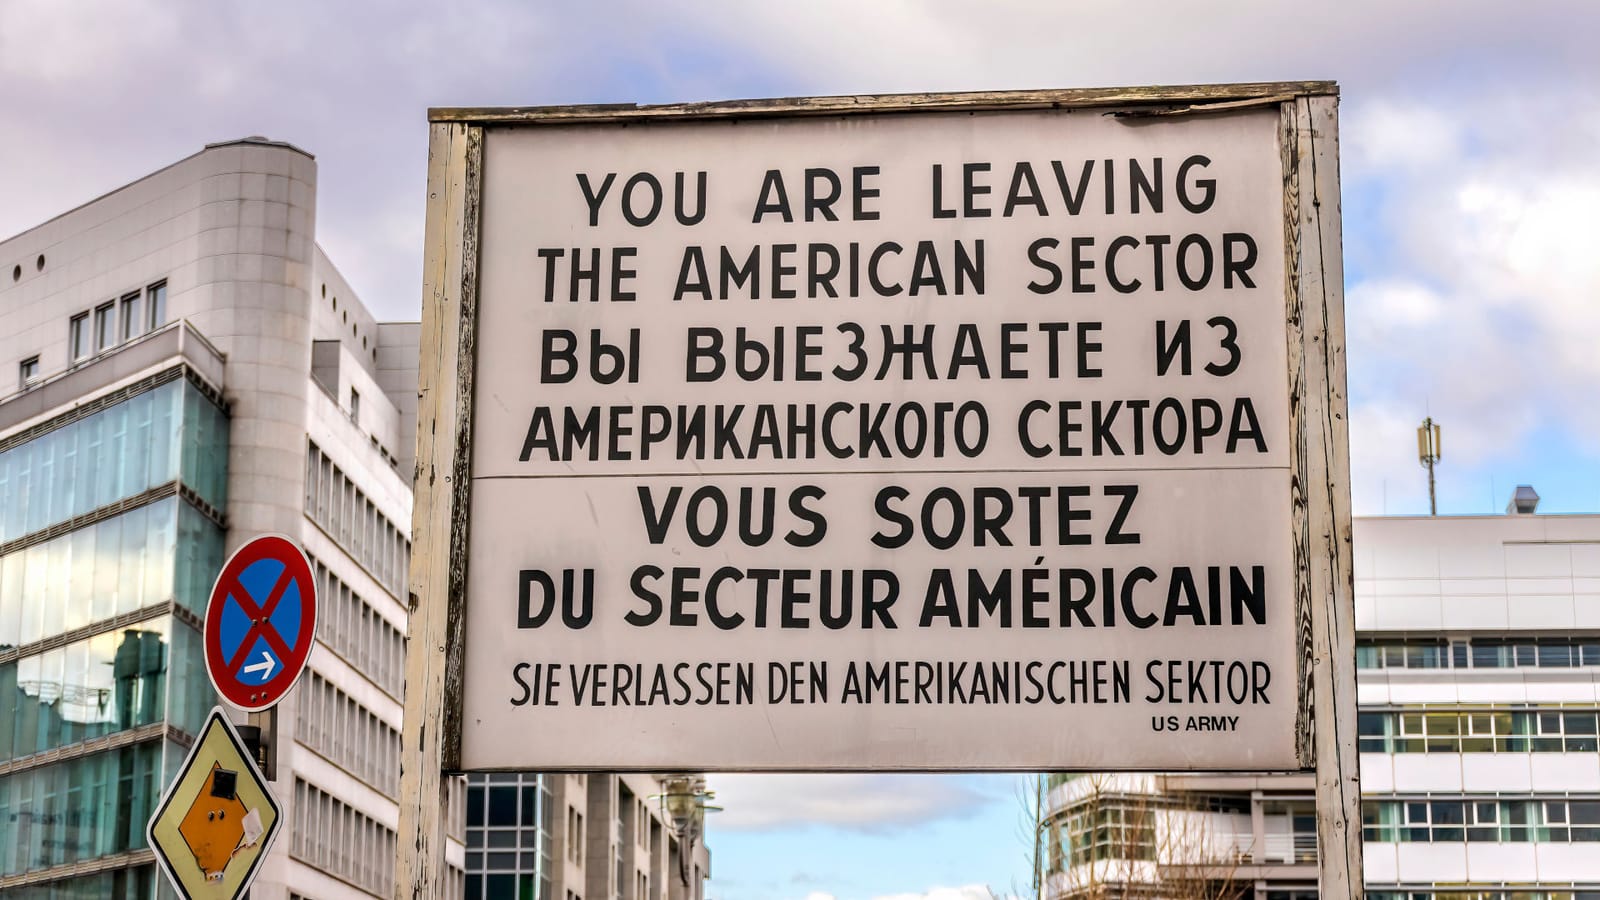 YOU ARE LEAVING
THE AMERICAN SECTOR
ВЫ ВЫЕЗЖАЕТЕ ИЗ
АМЕРИКАНСКОГО СЕКТОРА
VOUS SORTEZ
DU SECTEUR AMÉRICAIN
SIE VERLASSEN DEN AMERIKANISCHEN SEKTOR
US ARMY